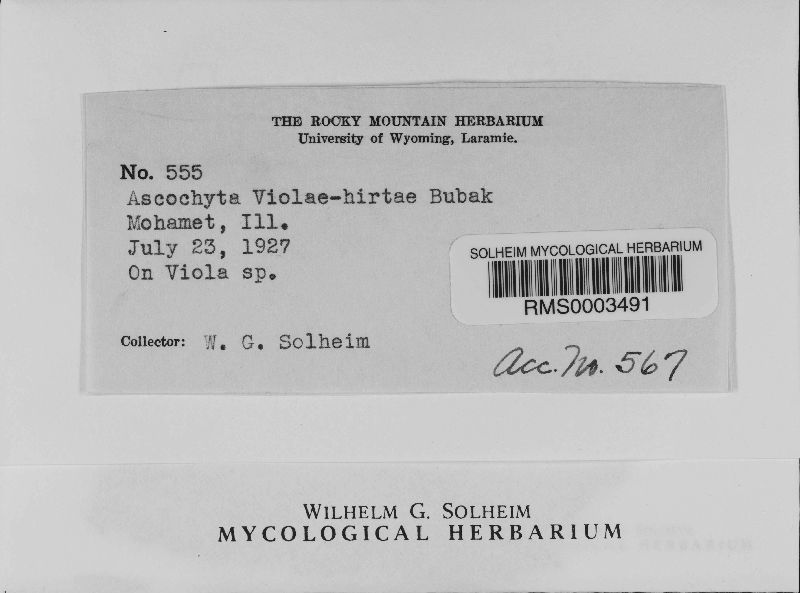 THE ROCKY MOUNTAIN HERBARIUM
University of Wyoming, Laramie.
No. 555
Ascochyta Violae-hirtae Bubak
Mohamet, Ill.
July 23, 1927
On Viola sp.
SOLHEIM MYCOLOGICAL HERBARIUM
RMS0003491
Collector: W. G. Solheim
Acc. No. 567
WILHELM G. SOLHEIM
MYCOLOGICAL HERBARIUM